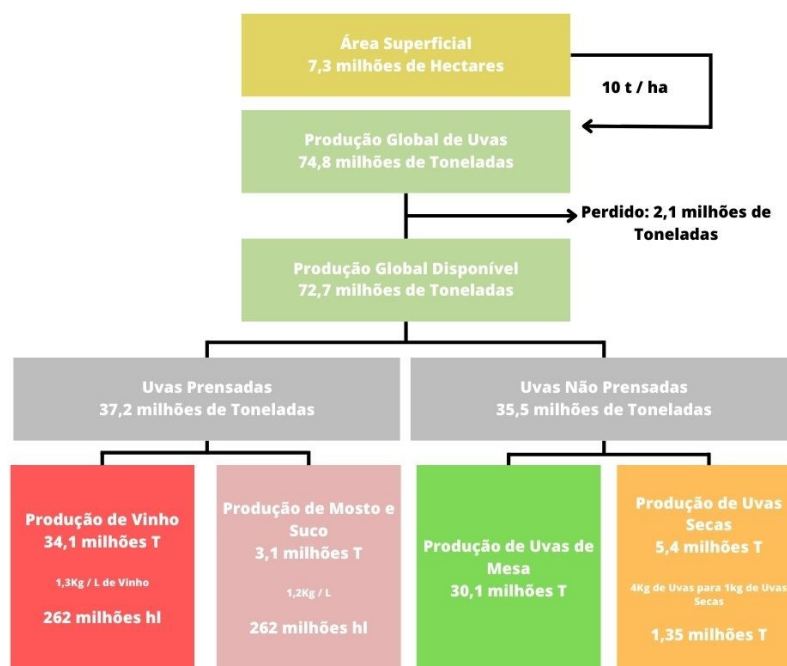 Área Superficial
7,3 milhões de Hectares
10 t / ha
Produção Global de Uvas
74,8 milhões de Toneladas
Perdido: 2,1 milhões de
Toneladas
Produção Global Disponível
72,7 milhões de Toneladas
Uvas Prensadas
37,2 milhões de Toneladas
Uvas Não Prensadas
35,5 milhões de Toneladas
Produção de Vinho
34,1 milhões T
1,3Kg / L de Vinho
262 milhões hl
Produção de Mosto e
Suco
3,1 milhões T
1,2Kg / L
262 milhões hl
Produção de Uvas de
Mesa
30,1 milhões T
Produção de Uvas
Secas
5,4 milhões T
4Kg de Uvas para 1kg de Uvas
Secas
1,35 milhões T